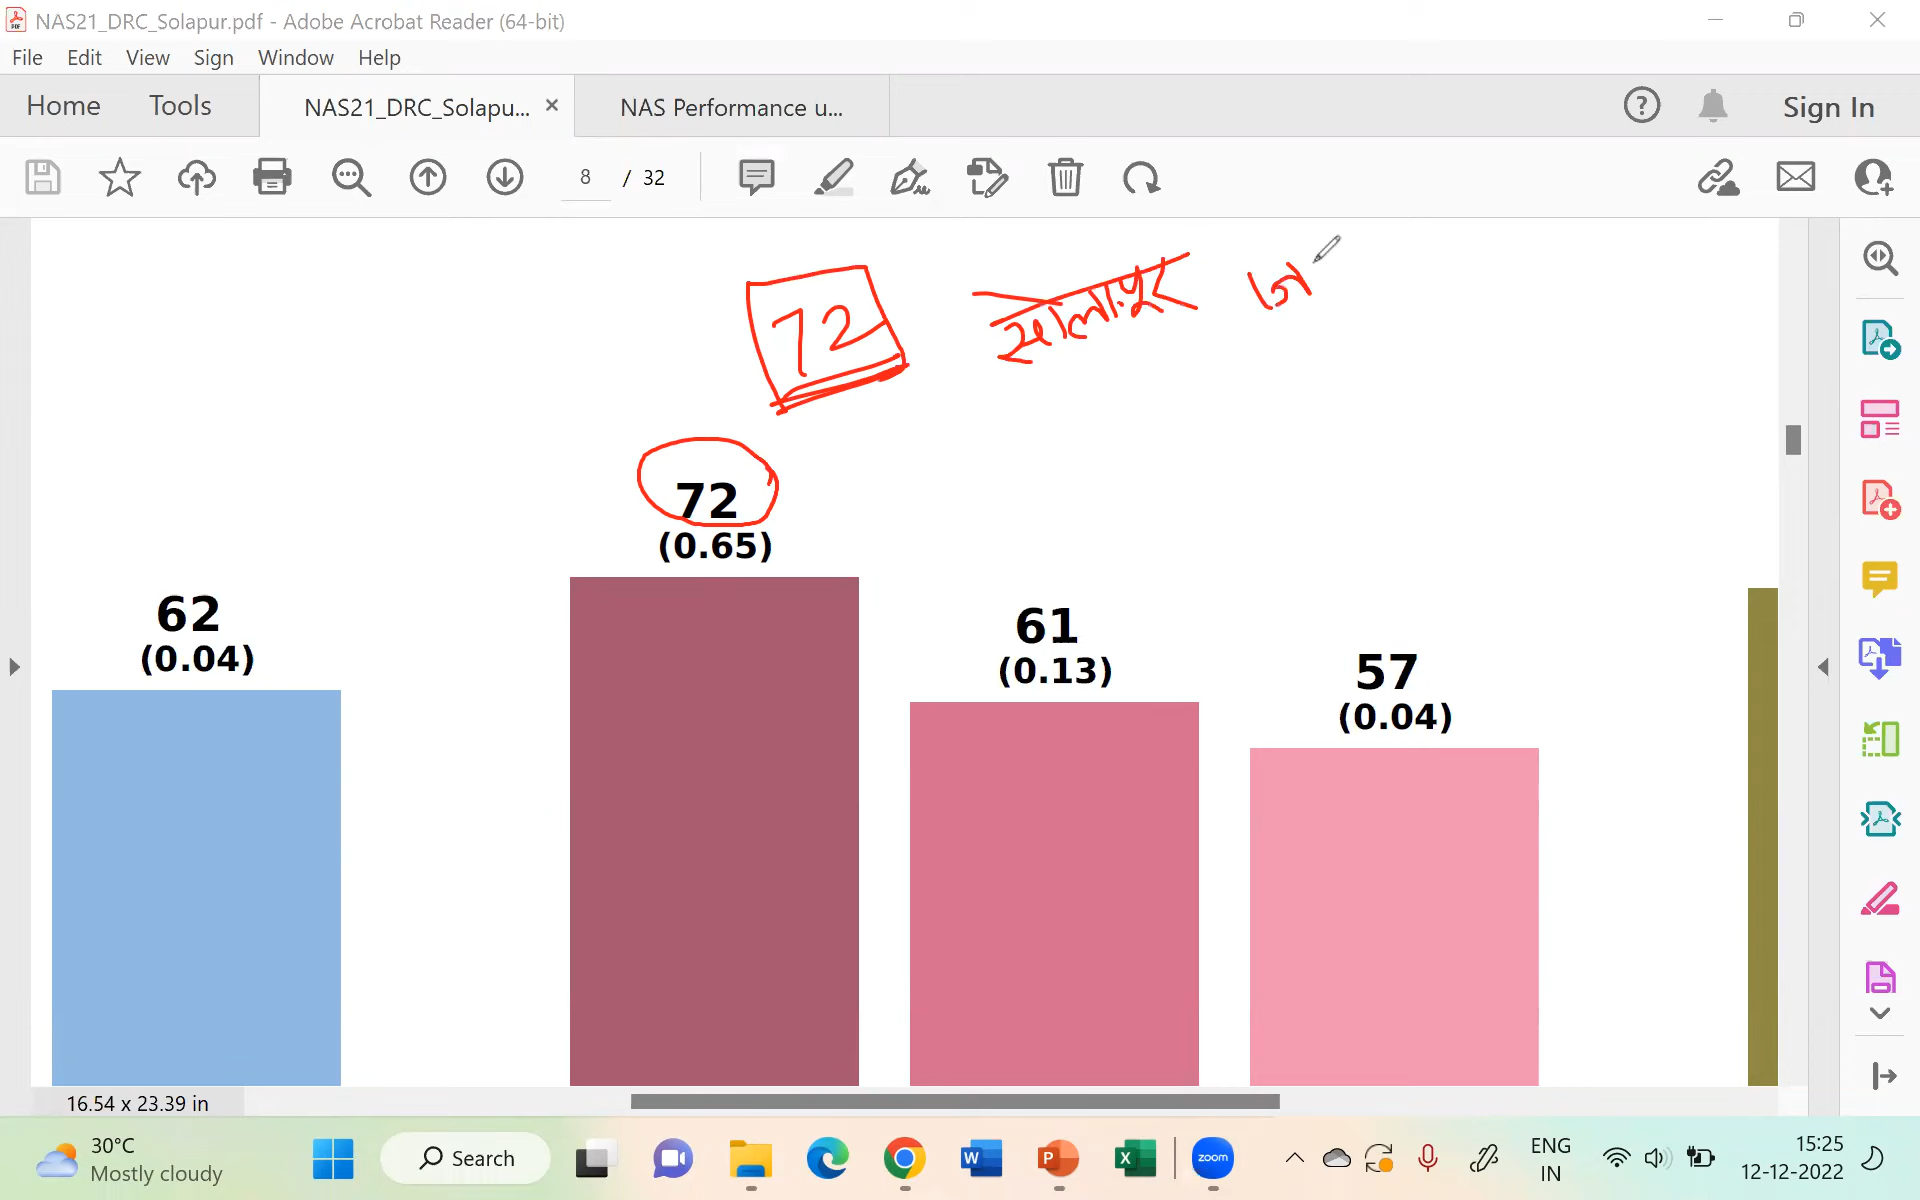 NAS21_DRC_Solapur.pdf - Adobe Acrobat Reader (64-bit)
File Edit View Sign Window Help
Home Tools NAS21_DRC_Solapu... × NAS Performance u... Sign In
8 / 32
72 सोलापूर
72
(0.65)
62
(0.04)
61
(0.13)
57
(0.04)
16.54 x 23.39 in
30°C
Mostly cloudy
Search
zoom
ENG
IN
15:25
12-12-2022